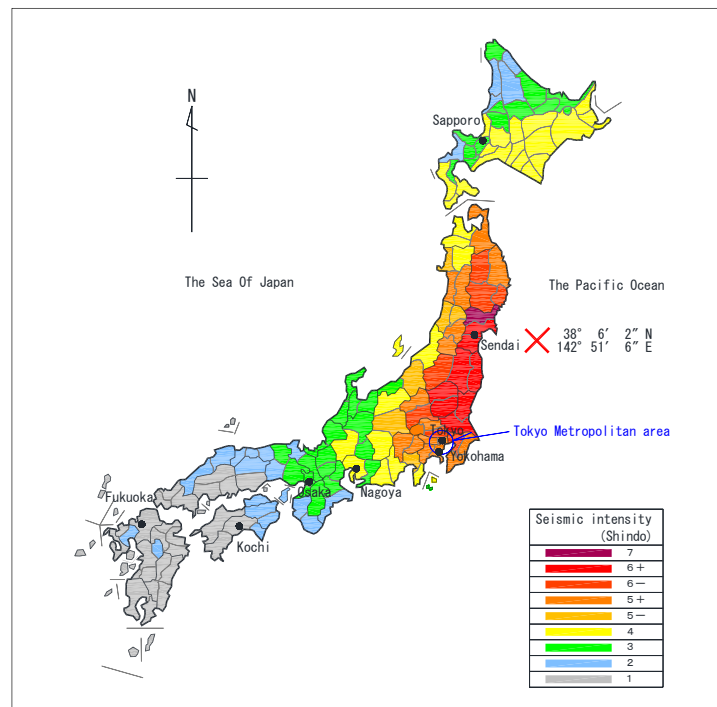 N
Sapporo
The Sea Of Japan
The Pacific Ocean
38° 6′ 2″ N
142° 51′ 6″ E
Sendai
Tokyo
Tokyo Metropolitan area
Yokohama
Nagoya
Osaka
Fukuoka
Kochi
Seismic intensity
(Shindo)
7
6+
6−
5+
5−
4
3
2
1